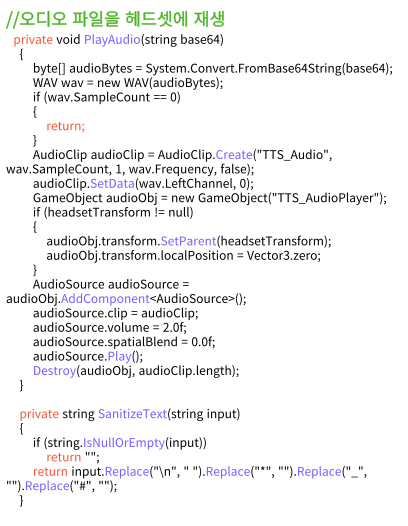 //오디오 파일을 헤드셋에 재생
private void PlayAudio(string base64)
{
byte[] audioBytes = System.Convert.FromBase64String(base64);
WAV wav = new WAV(audioBytes);
if (wav.SampleCount == 0)
{
return;
}
AudioClip audioClip = AudioClip.Create("TTS_Audio",
wav.SampleCount, 1, wav.Frequency, false);
audioClip.SetData(wav.LeftChannel, 0);
GameObject audioObj = new GameObject("TTS_AudioPlayer");
if (headsetTransform != null)
{
audioObj.transform.SetParent(headsetTransform);
audioObj.transform.localPosition = Vector3.zero;
}
AudioSource audioSource =
audioObj.AddComponent<AudioSource>();
audioSource.clip = audioClip;
audioSource.volume = 2.0f;
audioSource.spatialBlend = 0.0f;
audioSource.Play();
Destroy(audioObj, audioClip.length);
}
private string SanitizeText(string input)
{
if (string.IsNullOrEmpty(input))
return "";
return input.Replace("\n", " ").Replace("*", "").Replace("_",
"").Replace("#", "");
}